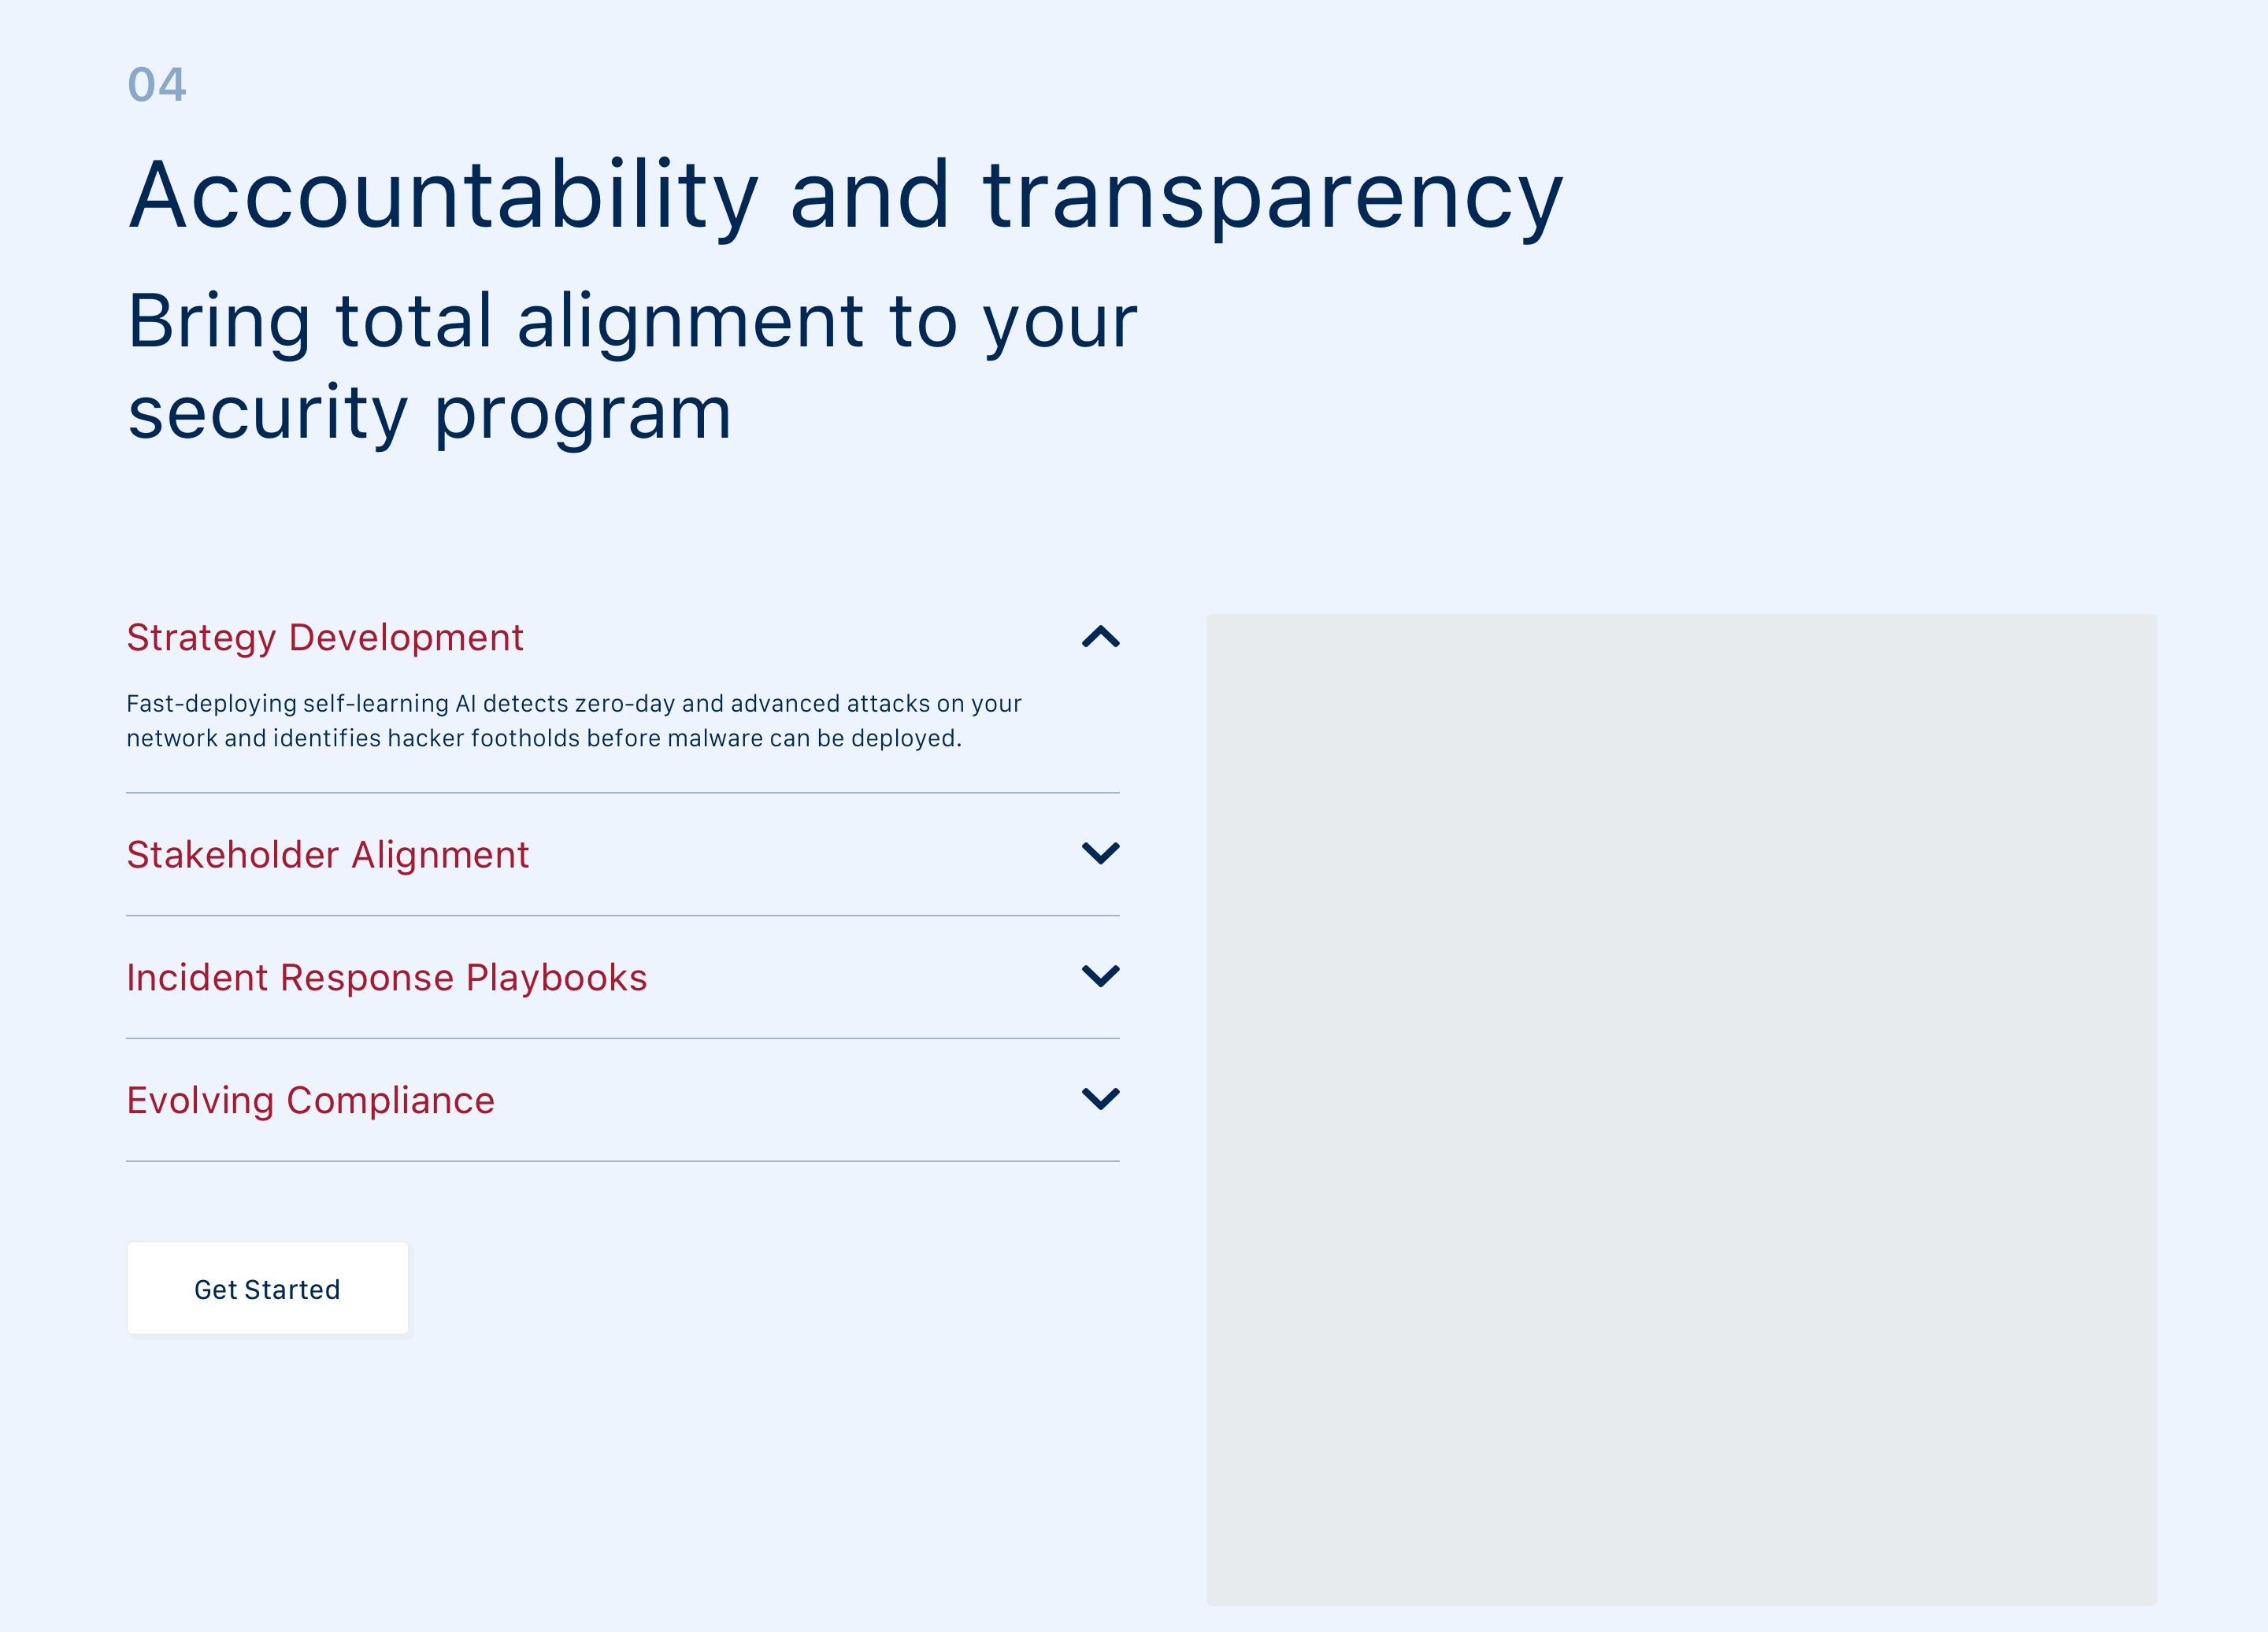 04
Accountability and transparency
Bring total alignment to your
security program
Strategy Development
Fast-deploying self-learning AI detects zero-day and advanced attacks on your
network and identifies hacker footholds before malware can be deployed.
Stakeholder Alignment
Incident Response Playbooks
Evolving Compliance
Get Started